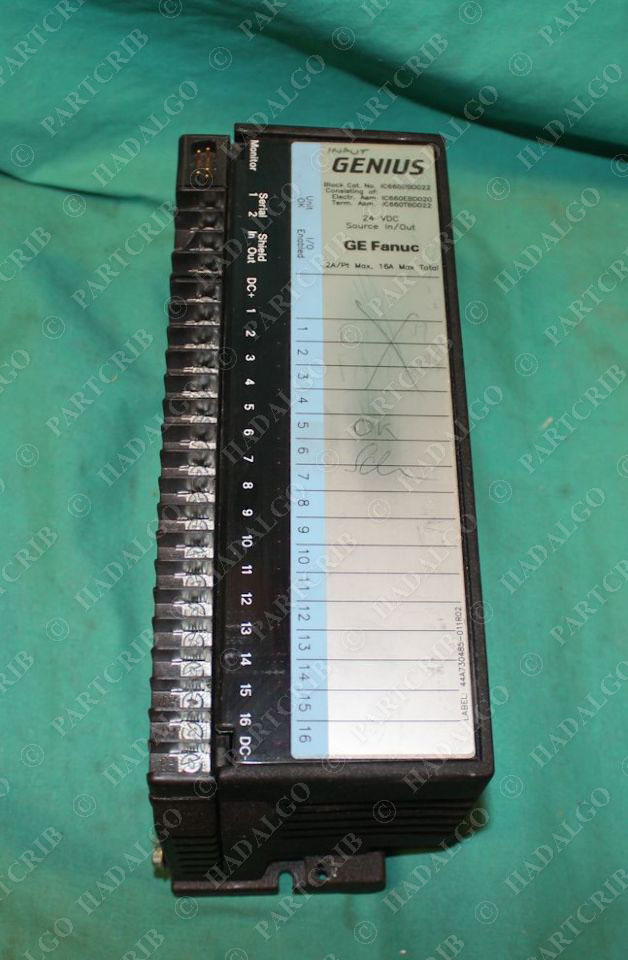 INPUT
GENIUS
Block Cat. No. IC660BBD022
Consisting of:
Electr. Asm IC660EBD020
Term. Asm. IC660TBD022
24 VDC
Source In/Out
GE Fanuc
2A/Pt Max, 16A Max Total
OK
LABEL: 44A730485-011R02
Unit OK
I/O Enabled
1
2
3
4
5
6
7
8
9
10
11
12
13
14
15
16
Monitor
Serial 1 2
Shield In Out
DC+
1
2
3
4
5
6
7
8
9
10
11
12
13
14
15
16
DC-
© PARTCRIB
HADALGO